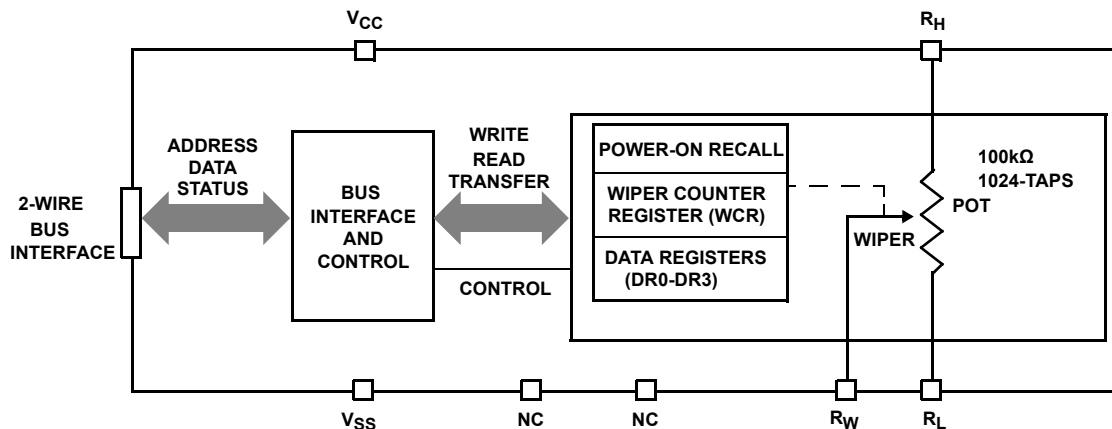 VCC
RH
ADDRESS
DATA
STATUS
2-WIRE
BUS
INTERFACE
BUS
INTERFACE
AND
CONTROL
WRITE
READ
TRANSFER
CONTROL
POWER-ON RECALL
WIPER COUNTER
REGISTER (WCR)
DATA REGISTERS
(DR0-DR3)
WIPER
100kΩ
1024-TAPS
POT
VSS
NC
NC
RW
RL